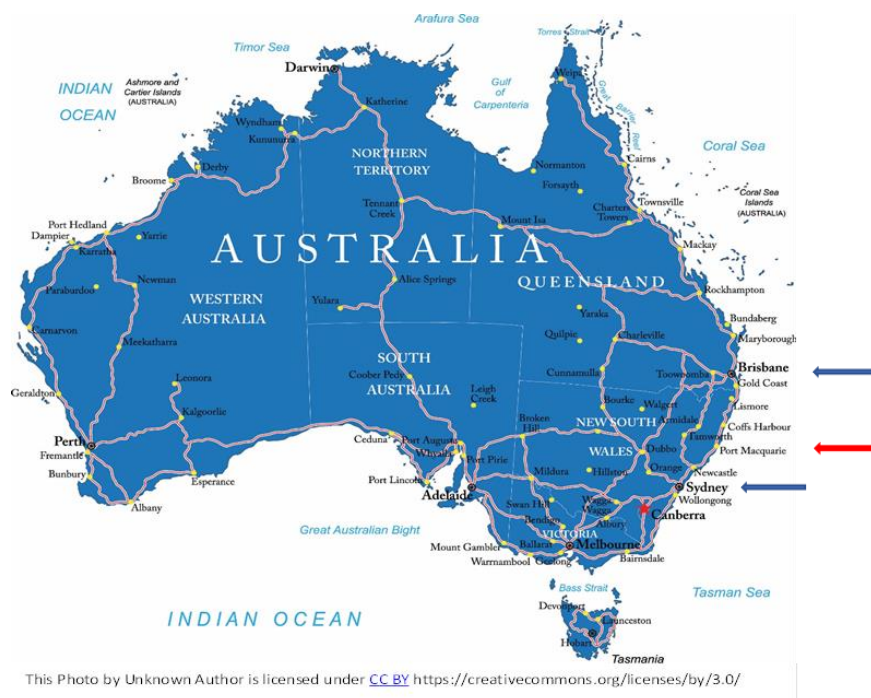 Arafura Sea
Torres Strait
Timor Sea
Darwin
Weipa
INDIAN
OCEAN
Ashmore and
Cartier Islands
(AUSTRALIA)
Gulf
of
Carpenteria
Great Barrier Reef
Katherine
Wyndham
Kununurra
Coral Sea
NORTHERN
TERRITORY
Cairns
Derby
Normanton
Broome
Forsyath
Coral Sea
Islands
(AUSTRALIA)
Tennant
Creek
Charters
Towers
Townsville
Port Hedland
Mount Isa
Dampier
Yarrie
Karratha
AUSTRALIA
Mackay
Newman
Alice Springs
QUEENSLAND
Paraburdoo
Rockhampton
WESTERN
AUSTRALIA
Yulara
Yaraka
Bundaberg
Carnarvon
Quilpie
Charleville
Maryborough
Meekatharra
SOUTH
AUSTRALIA
Coober Pedy
Cunnamulla
Toowoomba
Brisbane
Leonora
Gold Coast
Geraldton
Leigh
Creek
Bourke
Walgert
Lismore
Kalgoorlie
Broken
Hill
NEW SOUTH
WALES
Armidale
Coffs Harbour
Tamworth
Perth
Ceduna
Port Augusta
Dubbo
Port Macquarie
Fremantle
Whyalla
Port Pirie
Bunbury
Esperance
Port Lincoln
Mildura
Hillston
Orange
Newcastle
Adelaide
Sydney
Wollongong
Albany
Swan Hill
Wagga
Wagga
Canberra
Great Australian Bight
Bendigo
Albury
VICTORIA
Mount Gambler
Ballarat
Melbourne
Warrnambool
Geelong
Bairnsdale
Bass Strait
Tasman Sea
Devonport
Launceston
INDIAN OCEAN
Hobart
Tasmania
This Photo by Unknown Author is licensed under CC BY https://creativecommons.org/licenses/by/3.0/